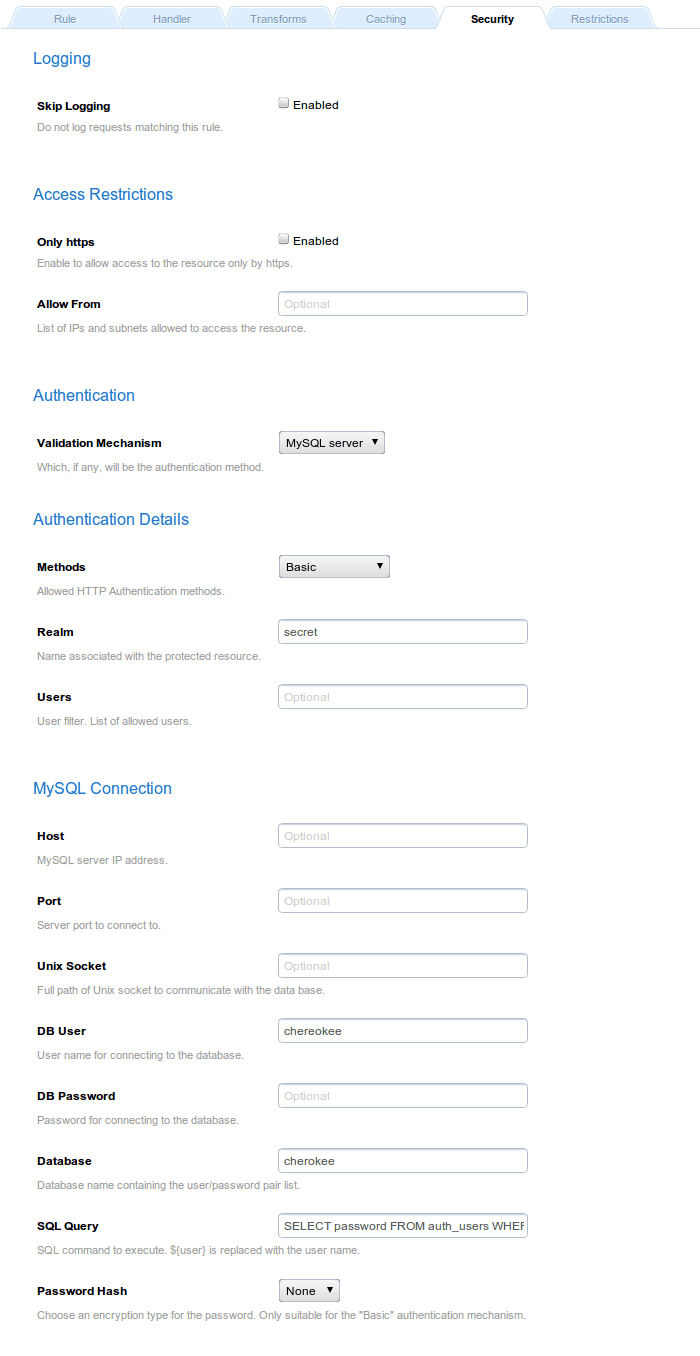 Rule Handler Transforms Caching Security Restrictions
Logging
Skip Logging Enabled
Do not log requests matching this rule.
Access Restrictions
Only https Enabled
Enable to allow access to the resource only by https.
Allow From Optional
List of IPs and subnets allowed to access the resource.
Authentication
Validation Mechanism MySQL server
Which, if any, will be the authentication method.
Authentication Details
Methods Basic
Allowed HTTP Authentication methods.
Realm secret
Name associated with the protected resource.
Users Optional
User filter. List of allowed users.
MySQL Connection
Host Optional
MySQL server IP address.
Port Optional
Server port to connect to.
Unix Socket Optional
Full path of Unix socket to communicate with the data base.
DB User chereokee
User name for connecting to the database.
DB Password Optional
Password for connecting to the database.
Database cherokee
Database name containing the user/password pair list.
SQL Query SELECT password FROM auth_users WHER
SQL command to execute. ${user} is replaced with the user name.
Password Hash None
Choose an encryption type for the password. Only suitable for the "Basic" authentication mechanism.